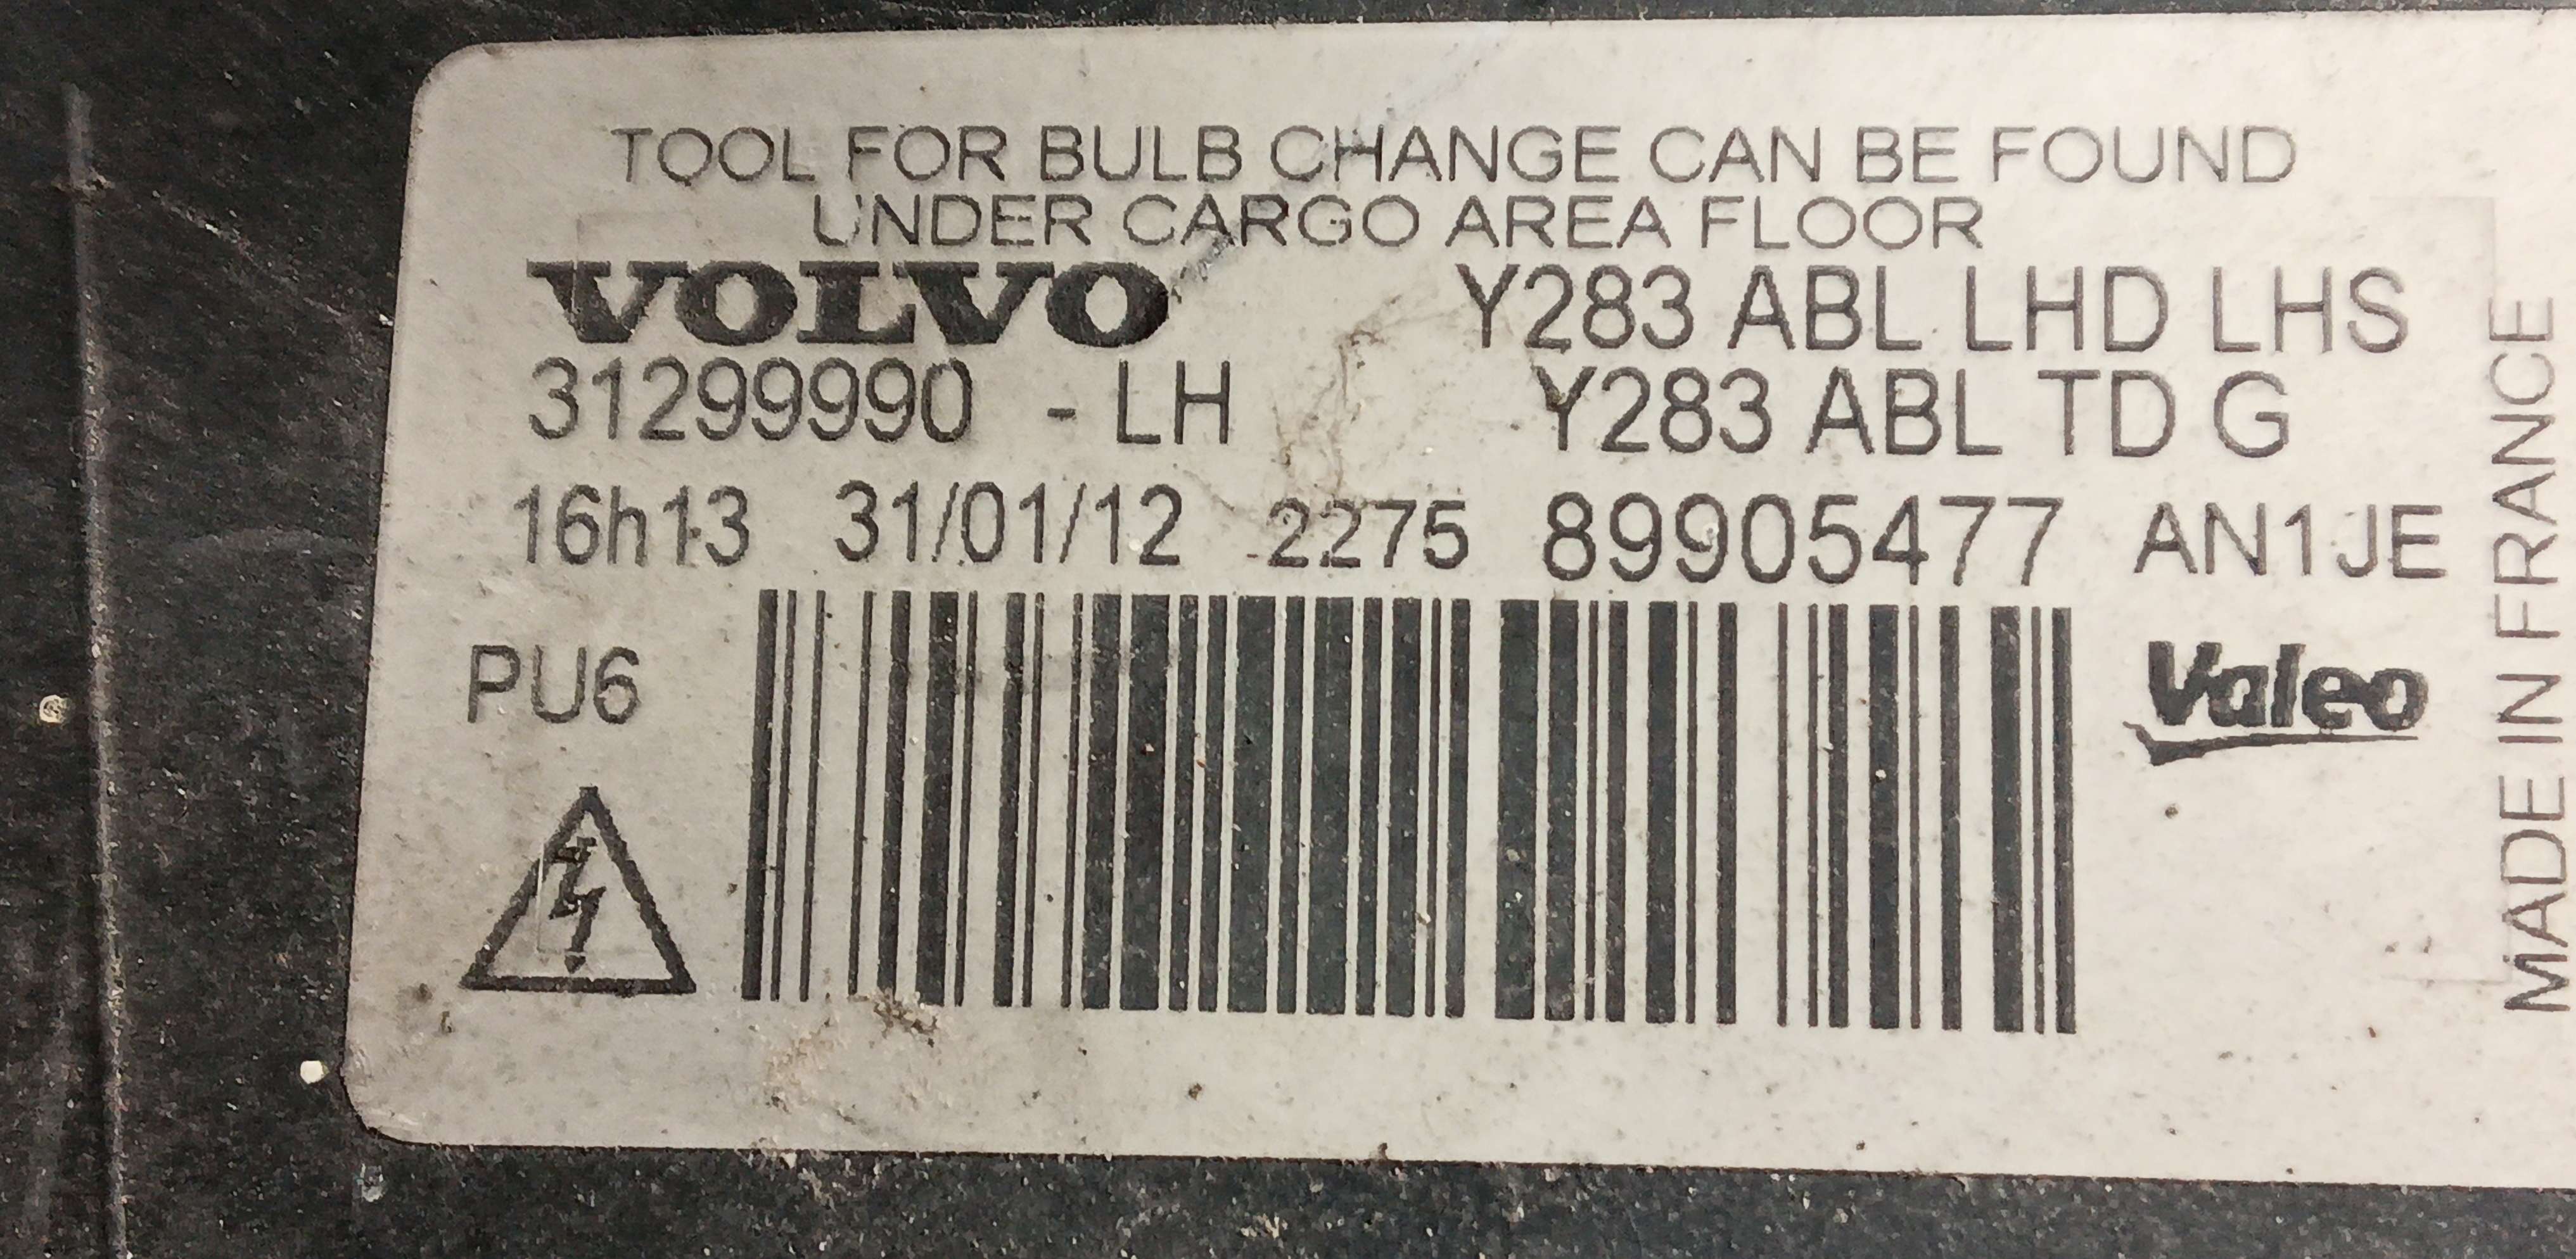 TOOL FOR BULB CHANGE CAN BE FOUND
UNDER CARGO AREA FLOOR
VOLVO Y283 ABL LHD LHS
31299990 - LH Y283 ABL TD G
16h13 31/01/12 2275 89905477 AN1JE
PU6
Valeo
MADE IN FRANCE